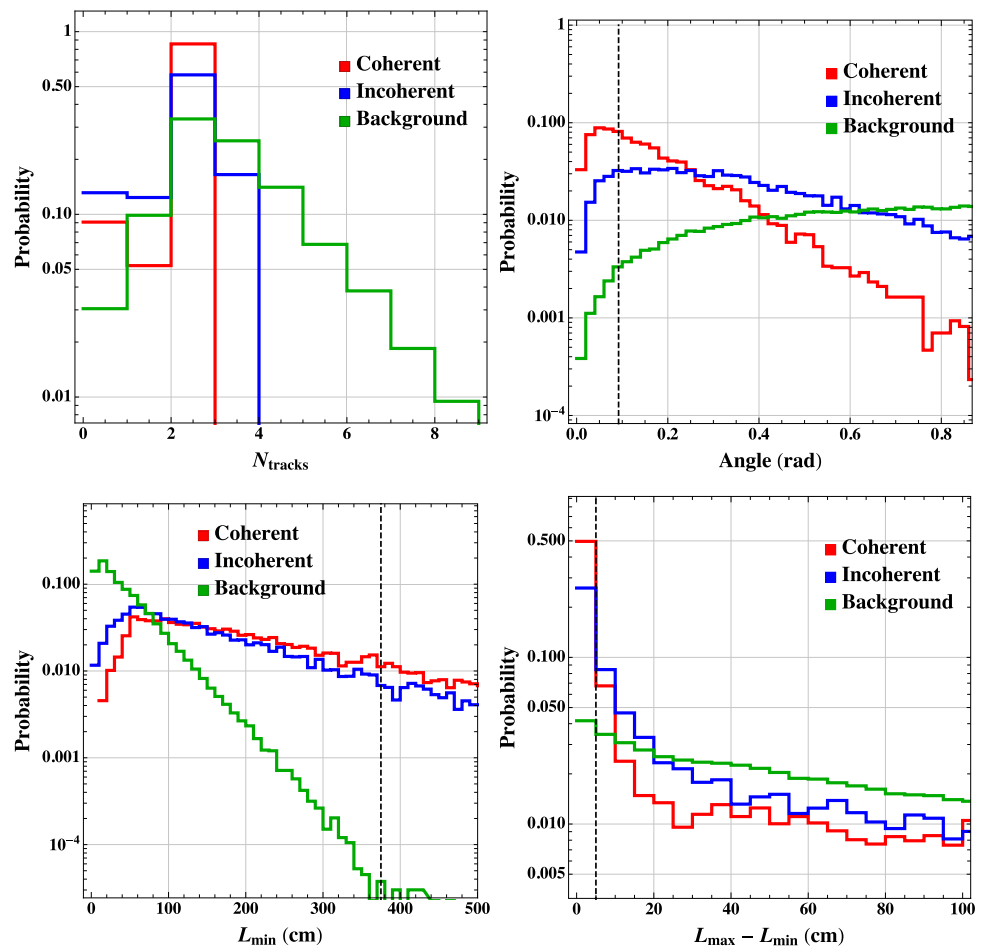 1
0.50
0.10
0.05
0.01
Probability
Coherent
Incoherent
Background
0
2
4
6
8
N_tracks
1
0.100
0.010
0.001
10⁻⁴
Probability
Coherent
Incoherent
Background
0.0
0.2
0.4
0.6
0.8
Angle (rad)
0.100
0.010
0.001
10⁻⁴
Probability
Coherent
Incoherent
Background
0
100
200
300
400
500
L_min (cm)
0.500
0.100
0.050
0.010
0.005
Probability
Coherent
Incoherent
Background
0
20
40
60
80
100
L_max − L_min (cm)